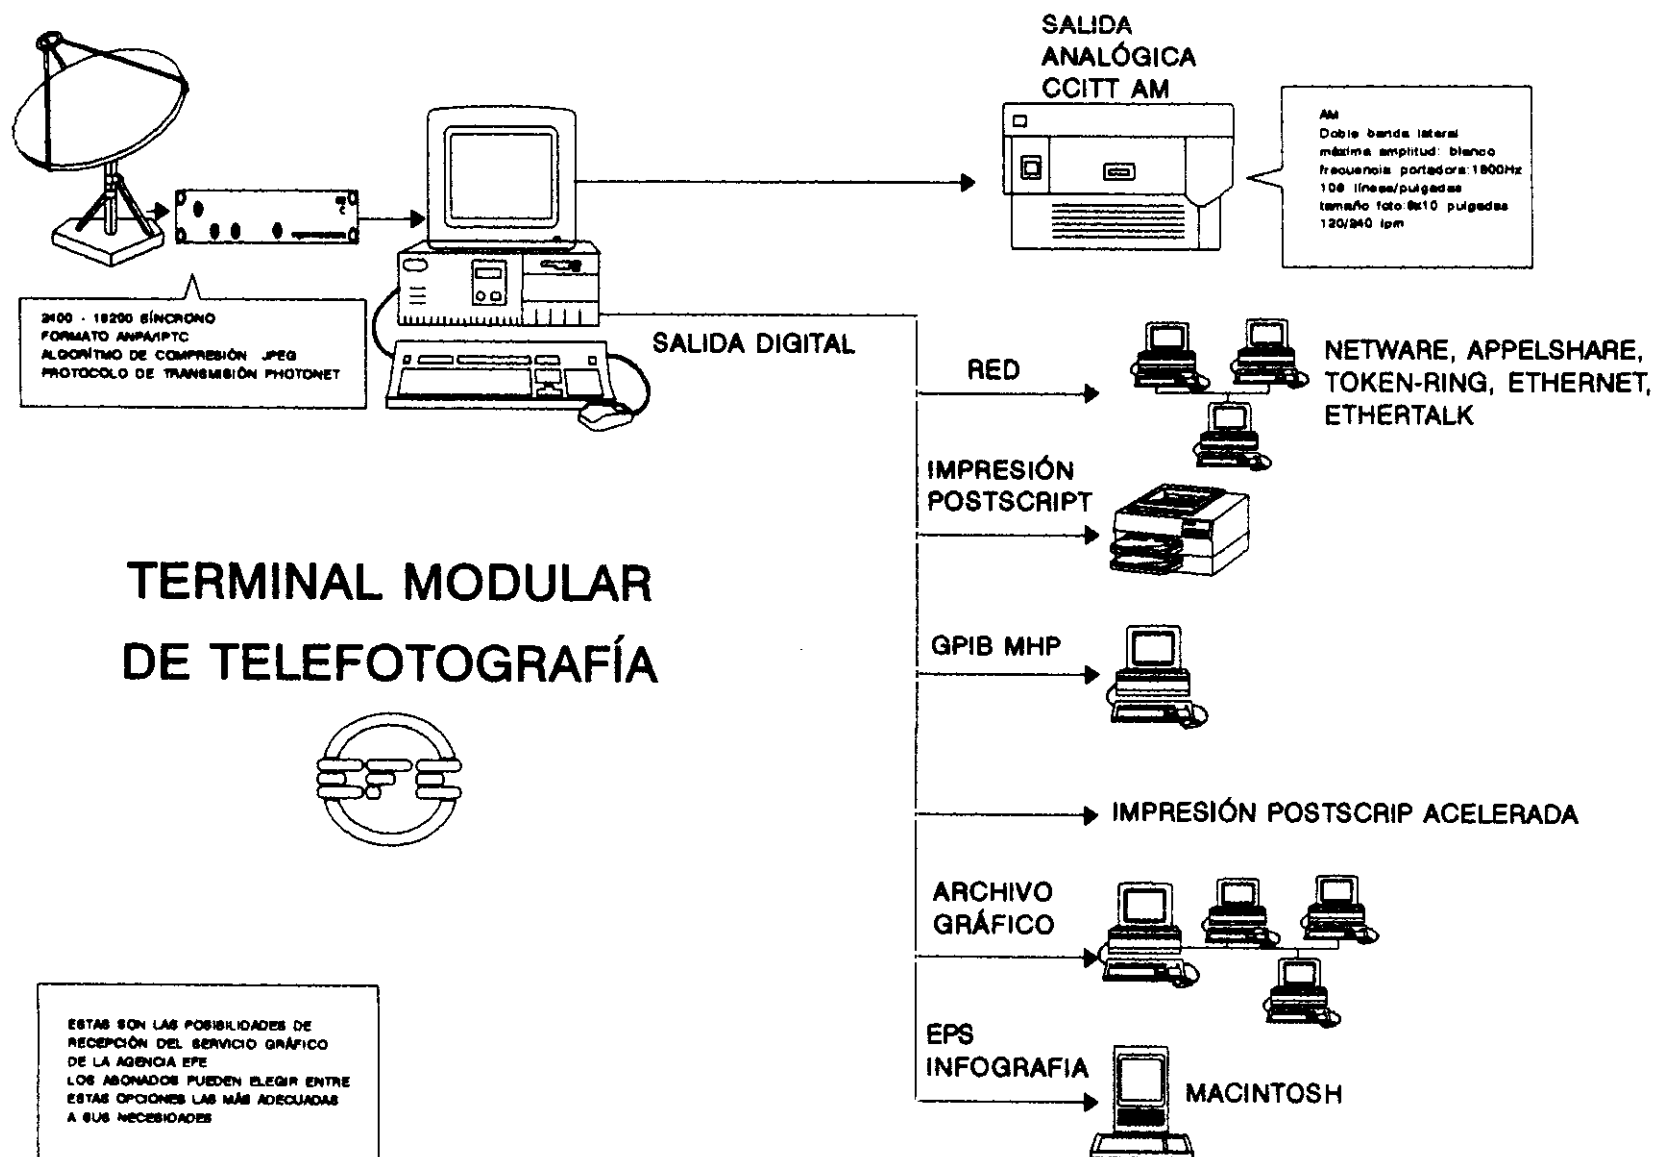 SALIDA
ANALÓGICA
CCITT AM
AM
Doble banda lateral
máxima amplitud: blanco
frecuencia portadora:1800Hz
108 líneas/pulgadas
tamaño foto:8x10 pulgadas
120/240 lpm
2400 - 19200 SÍNCRONO
FORMATO ANPA/IPTC
ALGORÍTMO DE COMPRESIÓN JPEG
PROTOCOLO DE TRANSMISIÓN PHOTONET
SALIDA DIGITAL
RED
NETWARE, APPELSHARE,
TOKEN-RING, ETHERNET,
ETHERTALK
IMPRESIÓN
POSTSCRIPT
TERMINAL MODULAR
DE TELEFOTOGRAFÍA
EFE
GPIB MHP
IMPRESIÓN POSTSCRIP ACELERADA
ARCHIVO
GRÁFICO
EPS
INFOGRAFIA
MACINTOSH
ESTAS SON LAS POSIBILIDADES DE
RECEPCIÓN DEL SERVICIO GRÁFICO
DE LA AGENCIA EFE
LOS ABONADOS PUEDEN ELEGIR ENTRE
ESTAS OPCIONES LAS MÁS ADECUADAS
A SUS NECESIDADES